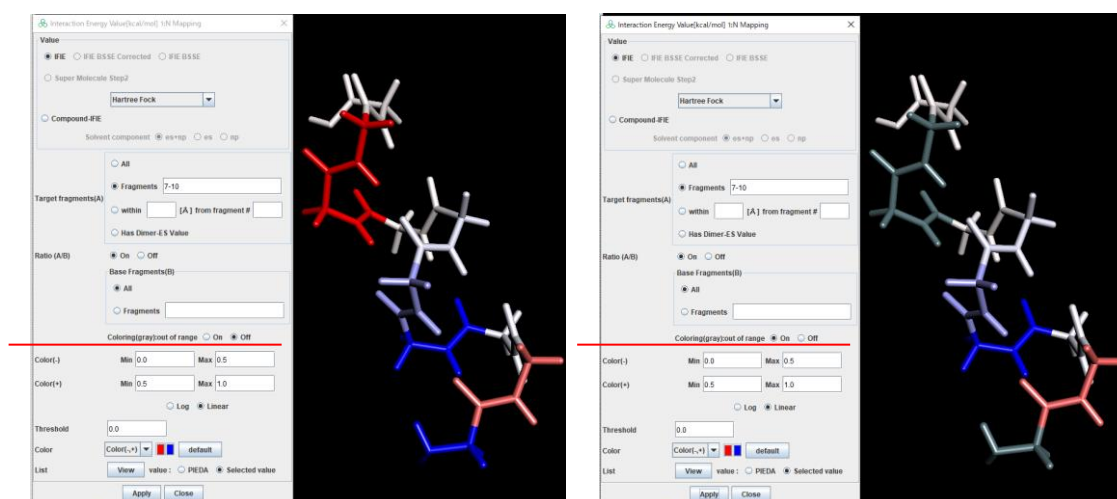 Interaction Energy Value[kcal/mol] 1:N Mapping
Value
IFIE IFIE BSSE Corrected IFIE BSSE
Super Molecule Step2
Hartree Fock
Compound-IFIE
Solvent component es+np es np
All
Fragments 7-10
Target fragments(A)
within [Å] from fragment #
Has Dimer-ES Value
Ratio (A/B) On Off
Base Fragments(B)
All
Fragments
Coloring(gray):out of range On Off
Color(-) Min 0.0 Max 0.5
Color(+) Min 0.5 Max 1.0
Log Linear
Threshold 0.0
Color Color(-,+) default
List View value : PIEDA Selected value
Apply Close
Interaction Energy Value[kcal/mol] 1:N Mapping
Value
IFIE IFIE BSSE Corrected IFIE BSSE
Super Molecule Step2
Hartree Fock
Compound-IFIE
Solvent component es+np es np
All
Fragments 7-10
Target fragments(A)
within [Å] from fragment #
Has Dimer-ES Value
Ratio (A/B) On Off
Base Fragments(B)
All
Fragments
Coloring(gray):out of range On Off
Color(-) Min 0.0 Max 0.5
Color(+) Min 0.5 Max 1.0
Log Linear
Threshold 0.0
Color Color(-,+) default
List View value : PIEDA Selected value
Apply Close